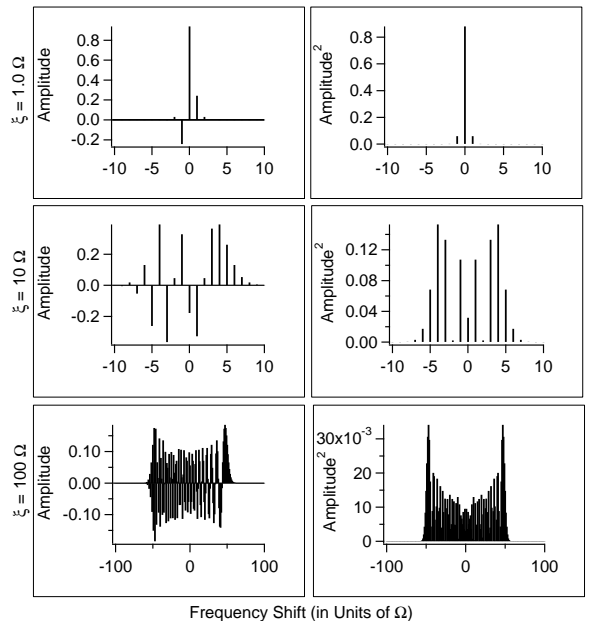 ξ = 1.0 Ω
Amplitude
0.8
0.6
0.4
0.2
0.0
-0.2
-10 -5 0 5 10
Amplitude²
0.8
0.6
0.4
0.2
0.0
-10 -5 0 5 10
ξ = 10 Ω
Amplitude
0.2
0.0
-0.2
-10 -5 0 5 10
Amplitude²
0.12
0.08
0.04
0.00
-10 -5 0 5 10
ξ = 100 Ω
Amplitude
0.10
0.00
-0.10
-100 0 100
Amplitude²
30x10⁻³
20
10
0
-100 0 100
Frequency Shift (in Units of Ω)